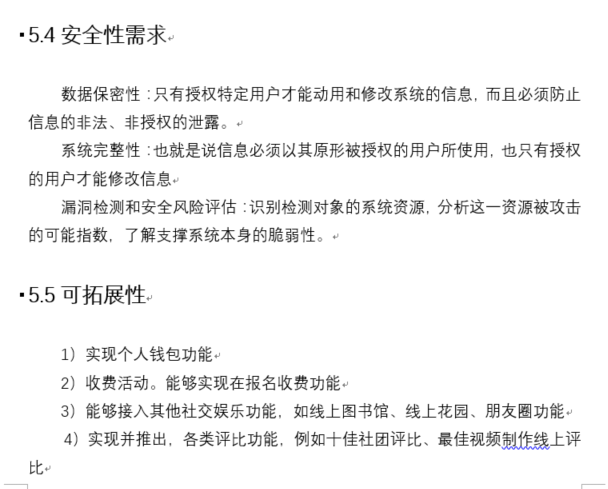 5.4 安全性需求
数据保密性：只有授权特定用户才能动用和修改系统的信息，而且必须防止
信息的非法、非授权的泄露。
系统完整性：也就是说信息必须以其原形被授权的用户所使用，也只有授权
的用户才能修改信息
漏洞检测和安全风险评估：识别检测对象的系统资源，分析这一资源被攻击
的可能指数，了解支撑系统本身的脆弱性。
5.5 可拓展性
1）实现个人钱包功能
2）收费活动。能够实现在报名收费功能
3）能够接入其他社交娱乐功能，如线上图书馆、线上花园、朋友圈功能
4）实现并推出，各类评比功能，例如十佳社团评比、最佳视频制作线上评
比